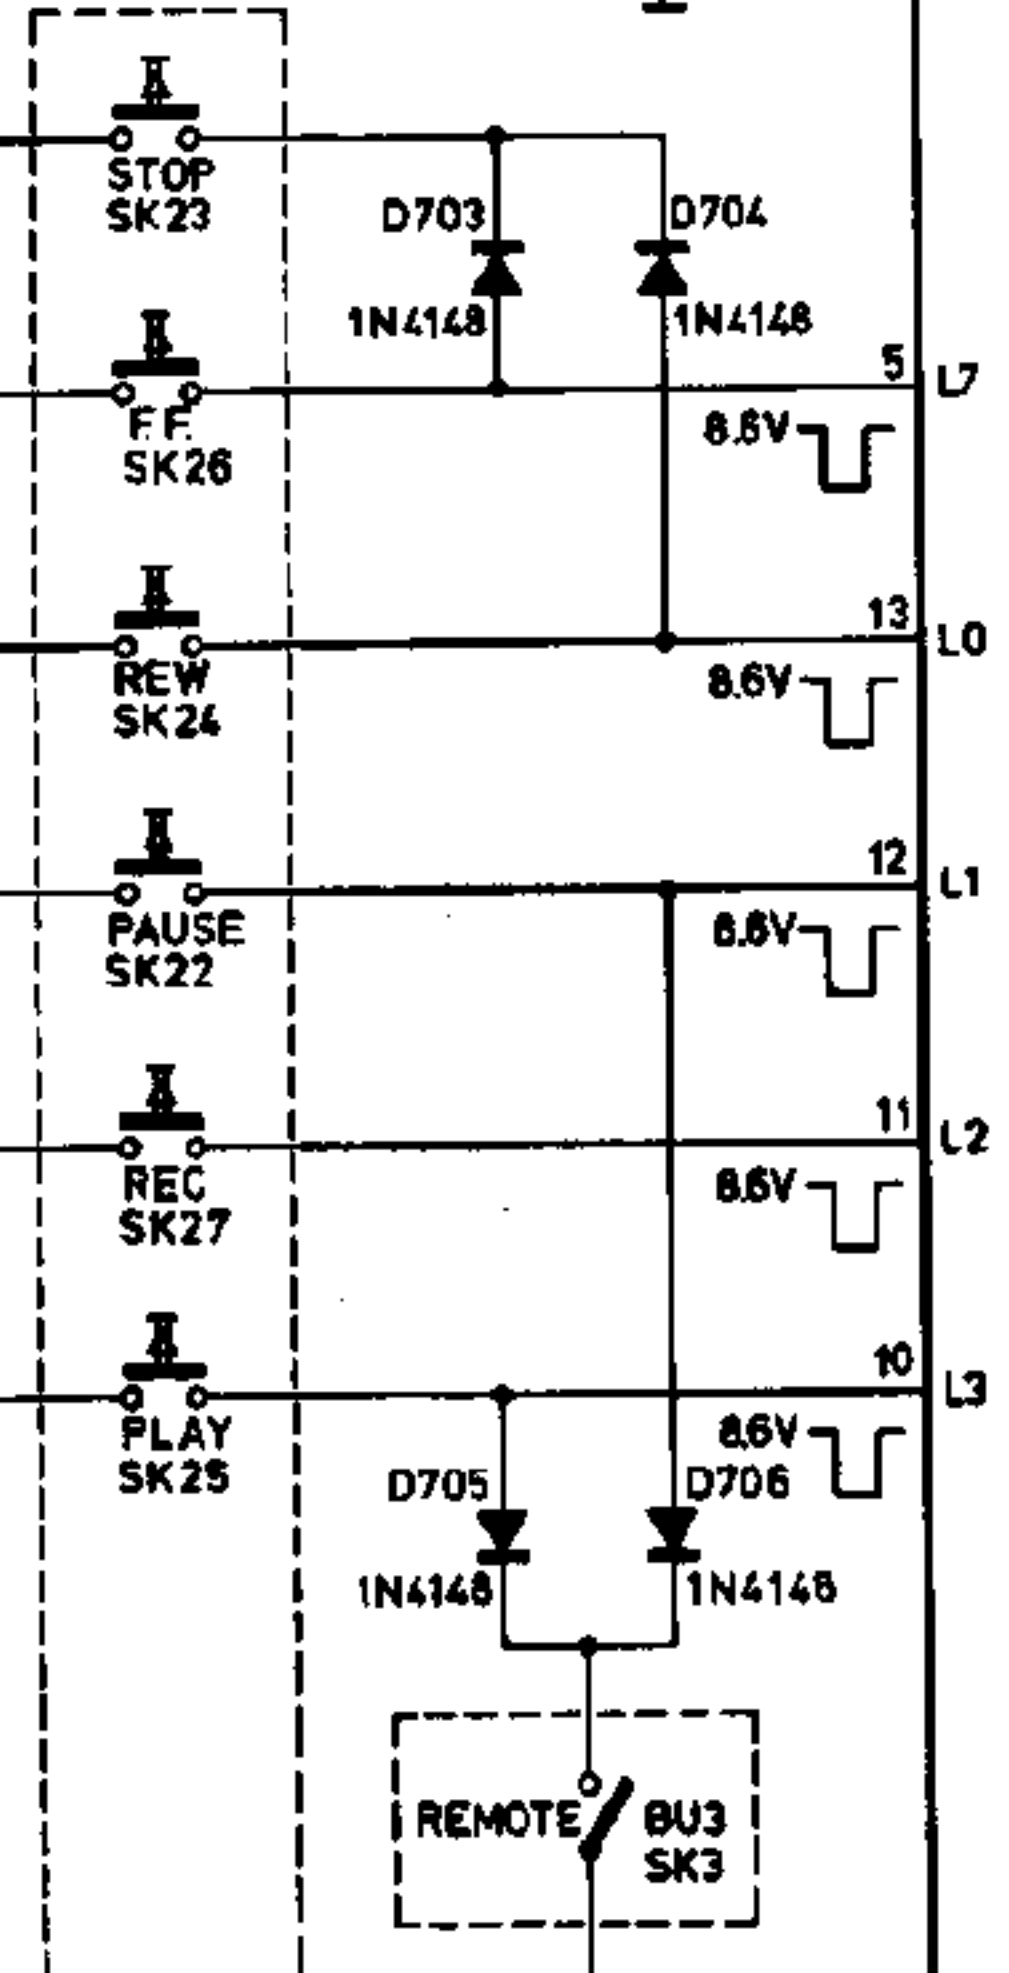 STOP
SK23
D703
D704
1N4148
1N4148
5
L7
F.F.
SK26
8.6V
13
L0
REW
SK24
8.6V
12
L1
PAUSE
SK22
8.6V
11
L2
REC
SK27
8.6V
10
L3
PLAY
SK25
8.6V
D705
D706
1N4148
1N4148
REMOTE
BU3
SK3